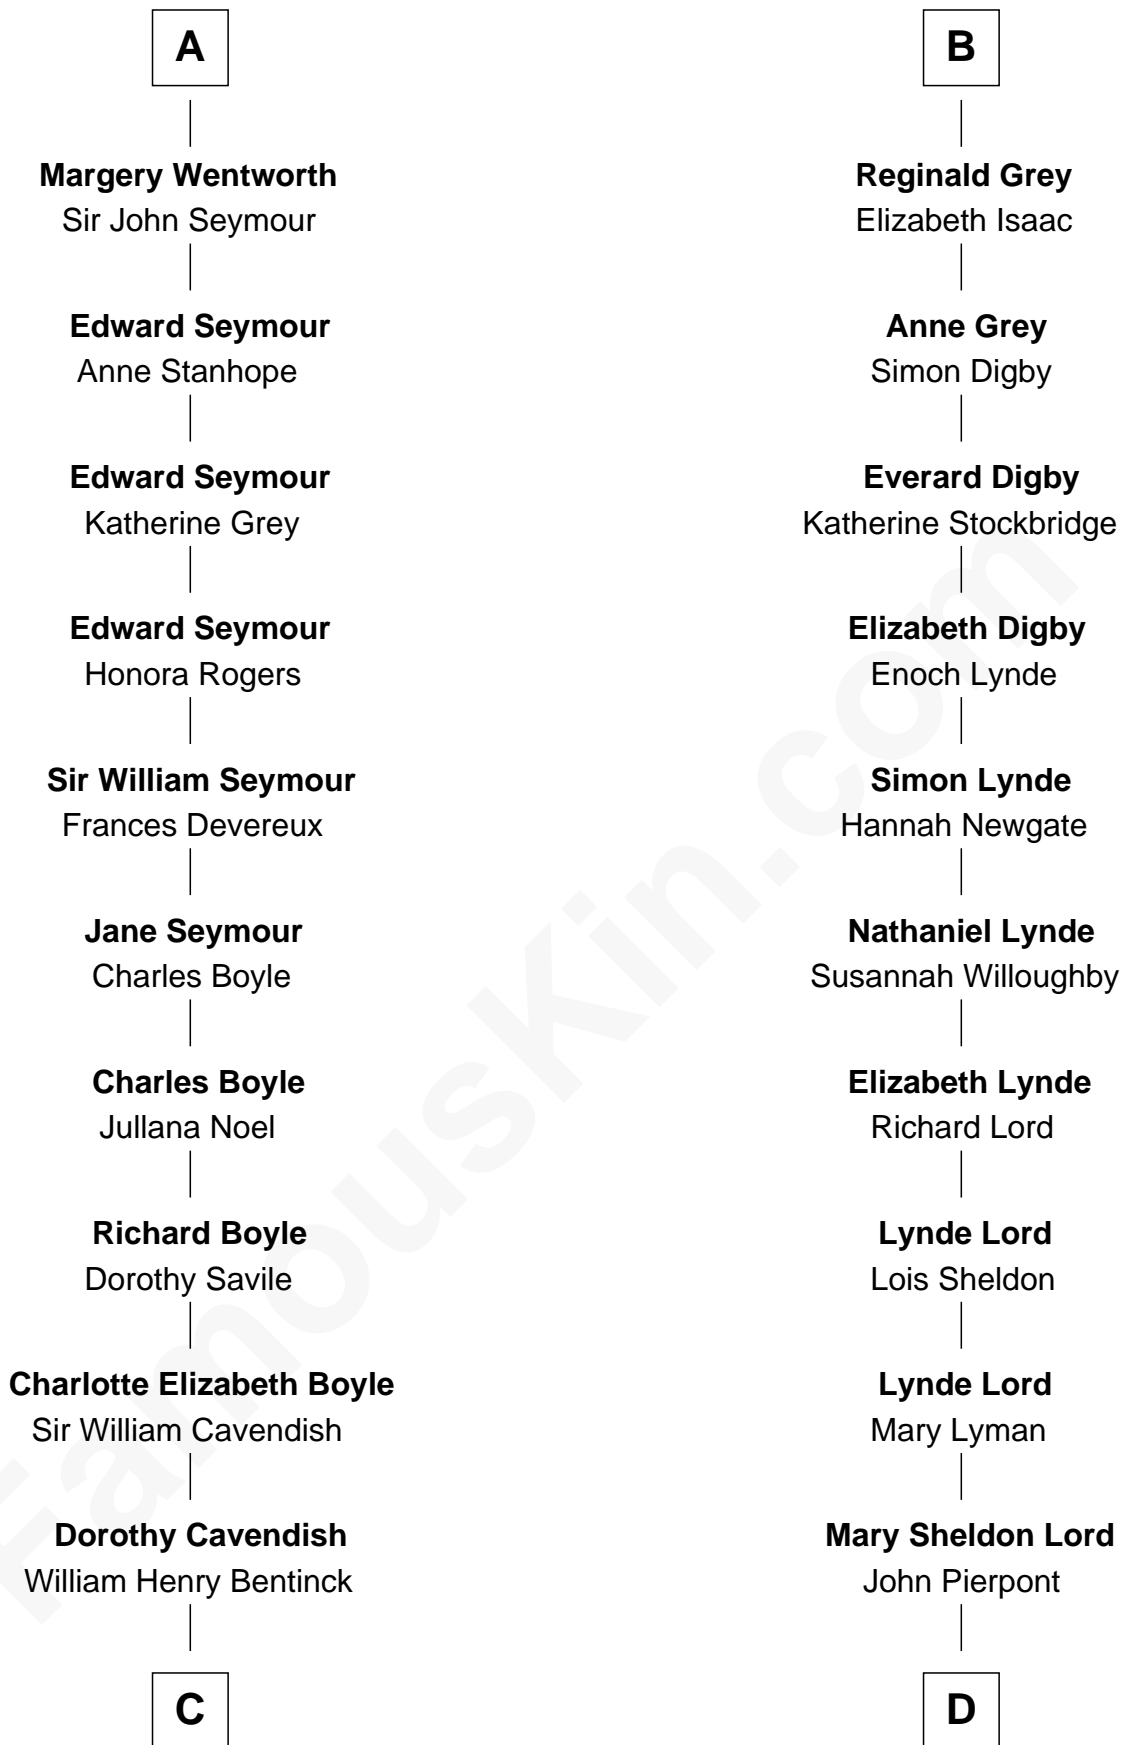 A
Margery Wentworth
Sir John Seymour
Edward Seymour
Anne Stanhope
Edward Seymour
Katherine Grey
Edward Seymour
Honora Rogers
Sir William Seymour
Frances Devereux
Jane Seymour
Charles Boyle
Charles Boyle
Jullana Noel
Richard Boyle
Dorothy Savile
Charlotte Elizabeth Boyle
Sir William Cavendish
Dorothy Cavendish
William Henry Bentinck
C
B
Reginald Grey
Elizabeth Isaac
Anne Grey
Simon Digby
Everard Digby
Katherine Stockbridge
Elizabeth Digby
Enoch Lynde
Simon Lynde
Hannah Newgate
Nathaniel Lynde
Susannah Willoughby
Elizabeth Lynde
Richard Lord
Lynde Lord
Lois Sheldon
Lynde Lord
Mary Lyman
Mary Sheldon Lord
John Pierpont
D
FamousKin.com